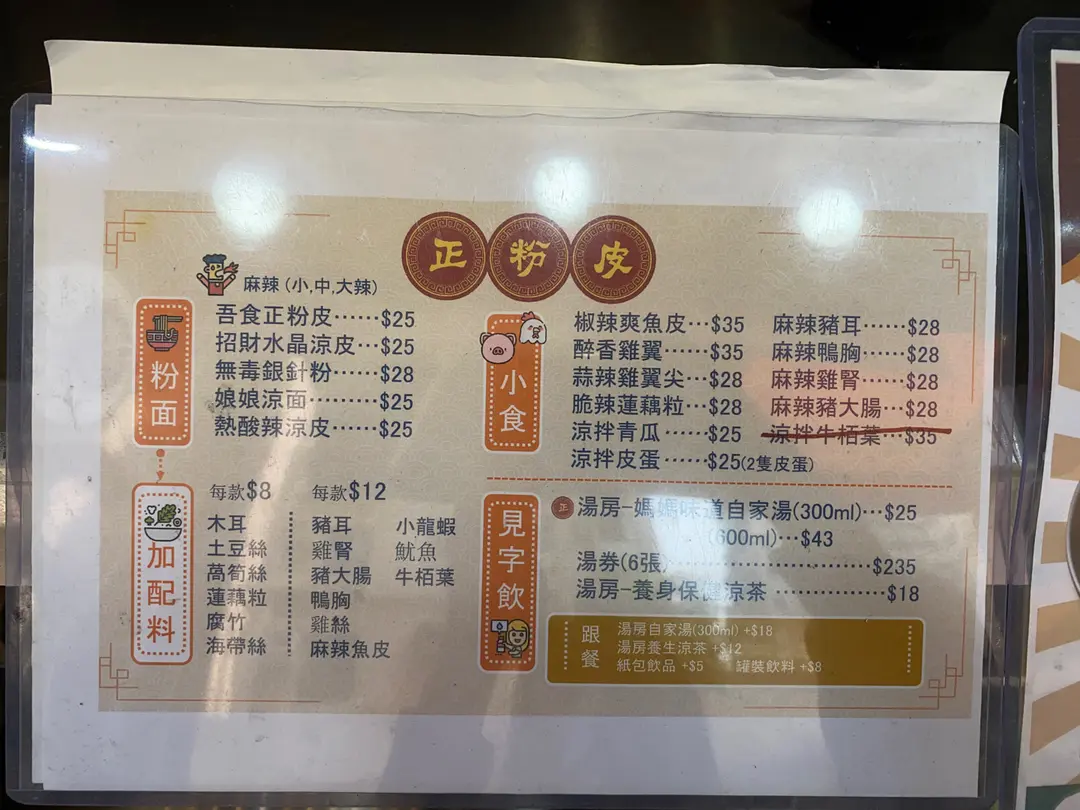 正粉皮
麻辣 (小,中,大辣)
粉面
吾食正粉皮……$25
招財水晶涼皮…$25
無毒銀針粉……$28
娘娘涼面………$25
熱酸辣涼皮……$25
加配料
每款$8
木耳
土豆絲
萵筍絲
蓮藕粒
腐竹
海帶絲
每款$12
豬耳
雞腎
豬大腸
鴨胸
雞絲
麻辣魚皮
小龍蝦
魷魚
牛栢葉
小食
椒辣爽魚皮…$35
醉香雞翼……$35
蒜辣雞翼尖…$28
脆辣蓮藕粒…$28
涼拌青瓜……$25
涼拌皮蛋……$25(2隻皮蛋)
麻辣豬耳……$28
麻辣鴨胸……$28
麻辣雞腎……$28
麻辣豬大腸…$28
涼拌牛栢葉…$35
見字飲
正 湯房-媽媽味道自家湯(300ml)…$25
(600ml)…$43
湯券(6張)……………………$235
湯房-養身保健涼茶……………$18
跟餐
湯房自家湯(300ml) +$18
湯房養生涼茶 +$12
紙包飲品 +$5 罐裝飲料 +$8